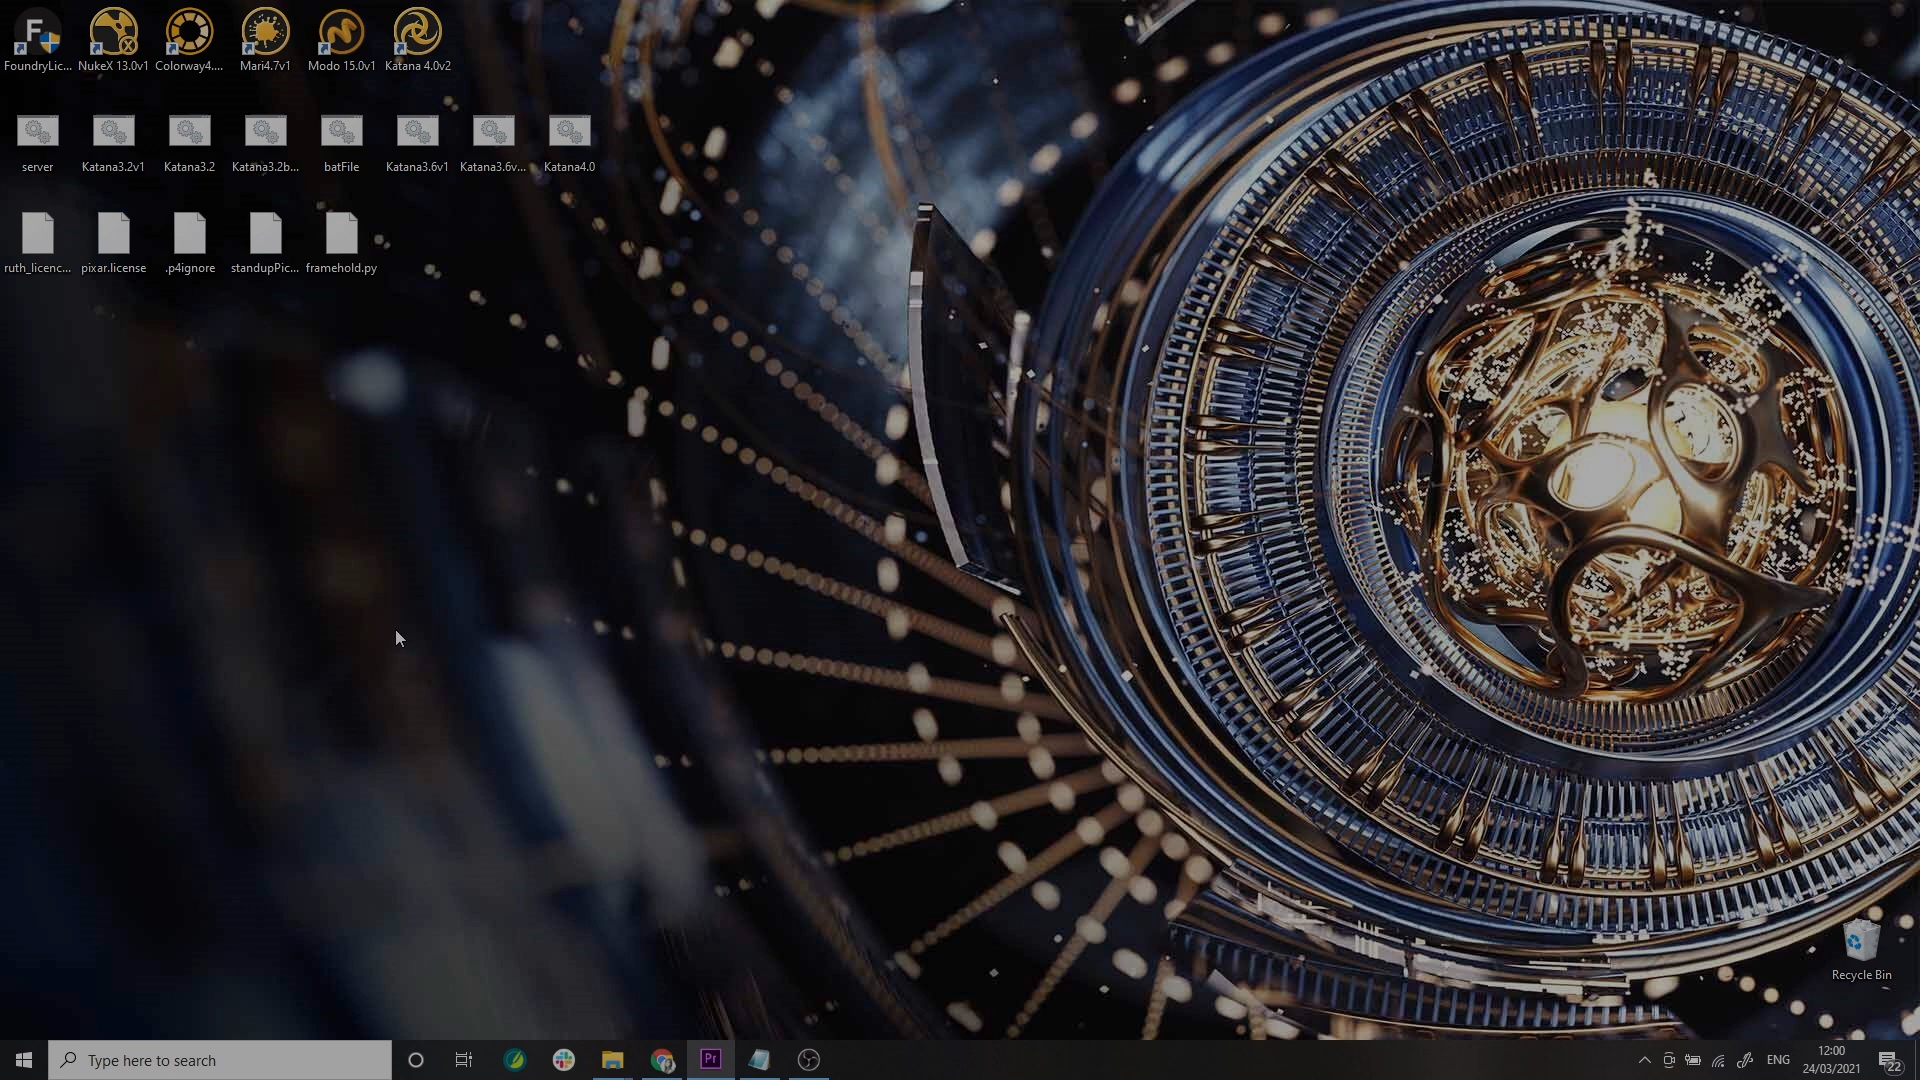 FoundryLic...
NukeX 13.0v1
Colorway4....
Mari4.7v1
Modo 15.0v1
Katana 4.0v2
server
Katana3.2v1
Katana3.2
Katana3.2b...
batFile
Katana3.6v1
Katana3.6v...
Katana4.0
ruth_licenc...
pixar.license
.p4ignore
standupPic...
framehold.py
Recycle Bin
Type here to search
Pr
ENG
12:00
24/03/2021
22